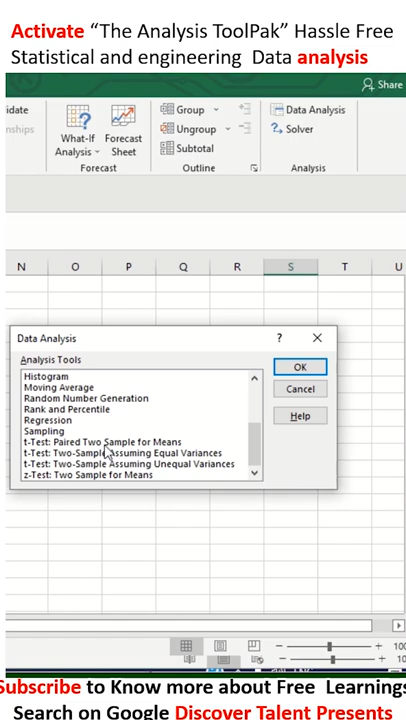 Activate “The Analysis ToolPak” Hassle Free
Statistical and engineering Data analysis
Share
idate
nships
What-If
Analysis
Forecast
Sheet
Forecast
Group
Ungroup
Subtotal
Outline
Data Analysis
Solver
Analysis
N O P Q R S T U
Data Analysis ?
Analysis Tools
Histogram
Moving Average
Random Number Generation
Rank and Percentile
Regression
Sampling
t-Test: Paired Two Sample for Means
t-Test: Two-Sample Assuming Equal Variances
t-Test: Two-Sample Assuming Unequal Variances
z-Test: Two Sample for Means
OK
Cancel
Help
100
10
Subscribe to Know more about Free Learnings
Search on Google Discover Talent Presents